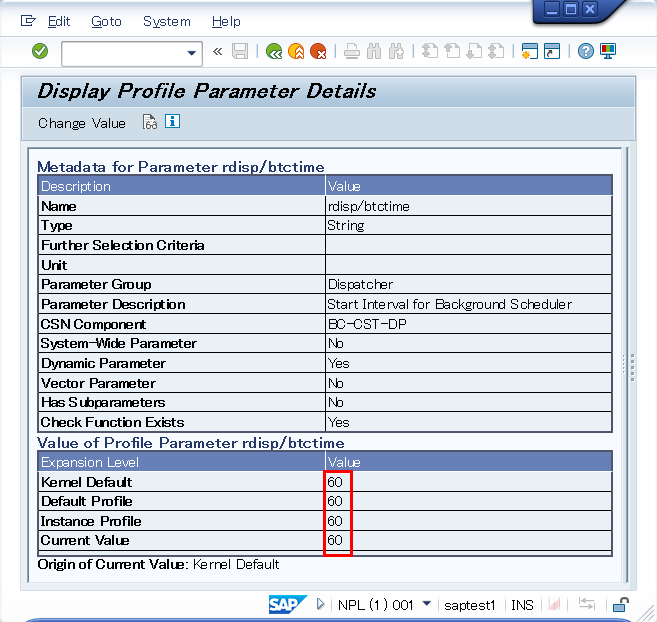 Edit Goto System Help
Display Profile Parameter Details
Change Value
Metadata for Parameter rdisp/btctime
Description Value
Name rdisp/btctime
Type String
Further Selection Criteria
Unit
Parameter Group Dispatcher
Parameter Description Start Interval for Background Scheduler
CSN Component BC-CST-DP
System-Wide Parameter No
Dynamic Parameter Yes
Vector Parameter No
Has Subparameters No
Check Function Exists Yes
Value of Profile Parameter rdisp/btctime
Expansion Level Value
Kernel Default 60
Default Profile 60
Instance Profile 60
Current Value 60
Origin of Current Value: Kernel Default
SAP NPL (1) 001 saptest1 INS